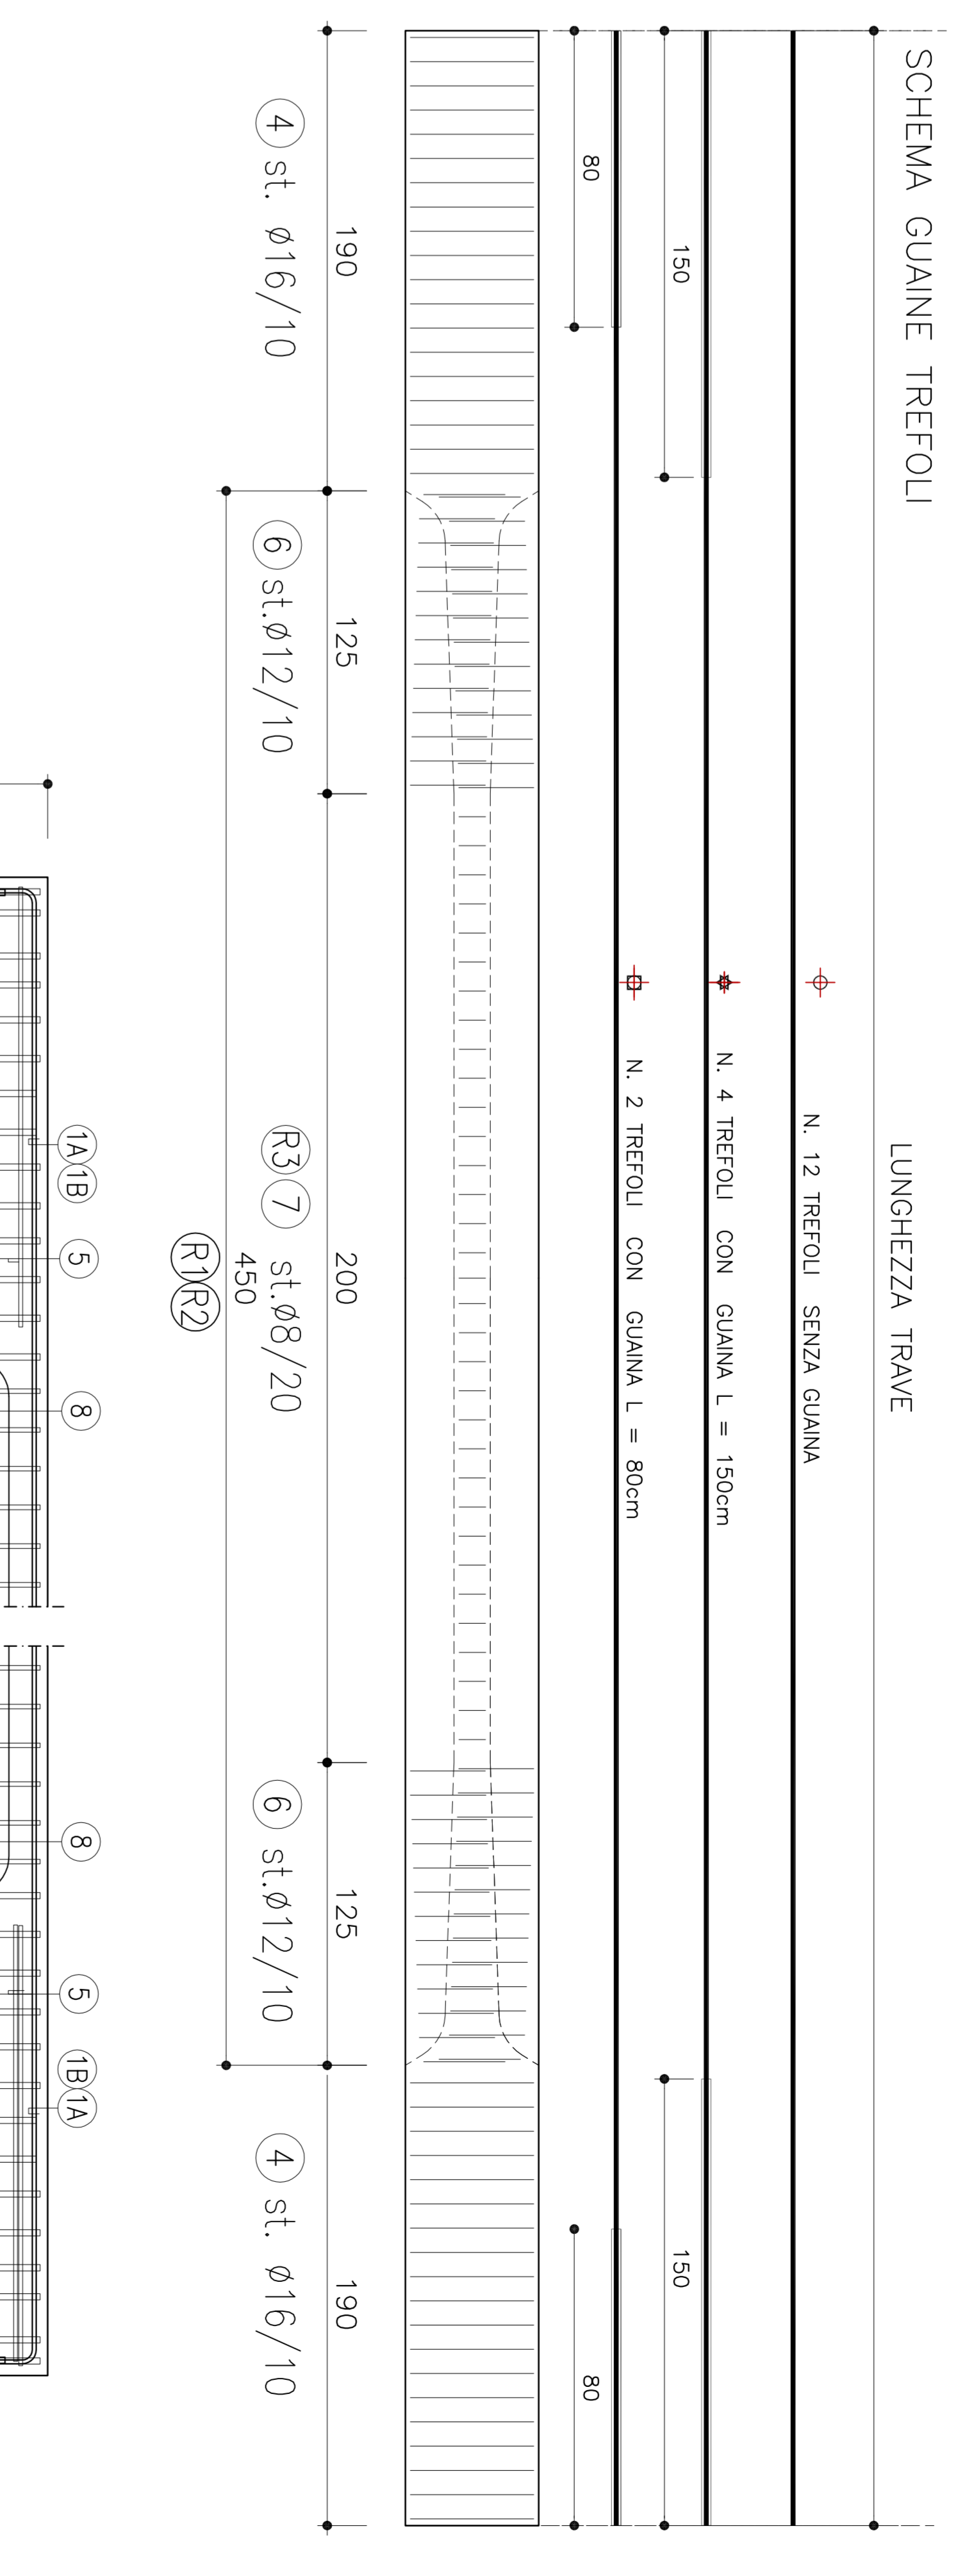 SCHEMA GUAINE TREFOLI
LUNGHEZZA TRAVE
N. 12 TREFOLI SENZA GUAINA
150
N. 4 TREFOLI CON GUAINA L = 150cm
150
80
N. 2 TREFOLI CON GUAINA L = 80cm
80
190
125
200
125
190
4 st. ø16/10
6 st.ø12/10
R3 7 st.ø8/20
6 st.ø12/10
4 st. ø16/10
450
R1 R2
1A 1B
5
8
8
5
1B 1A